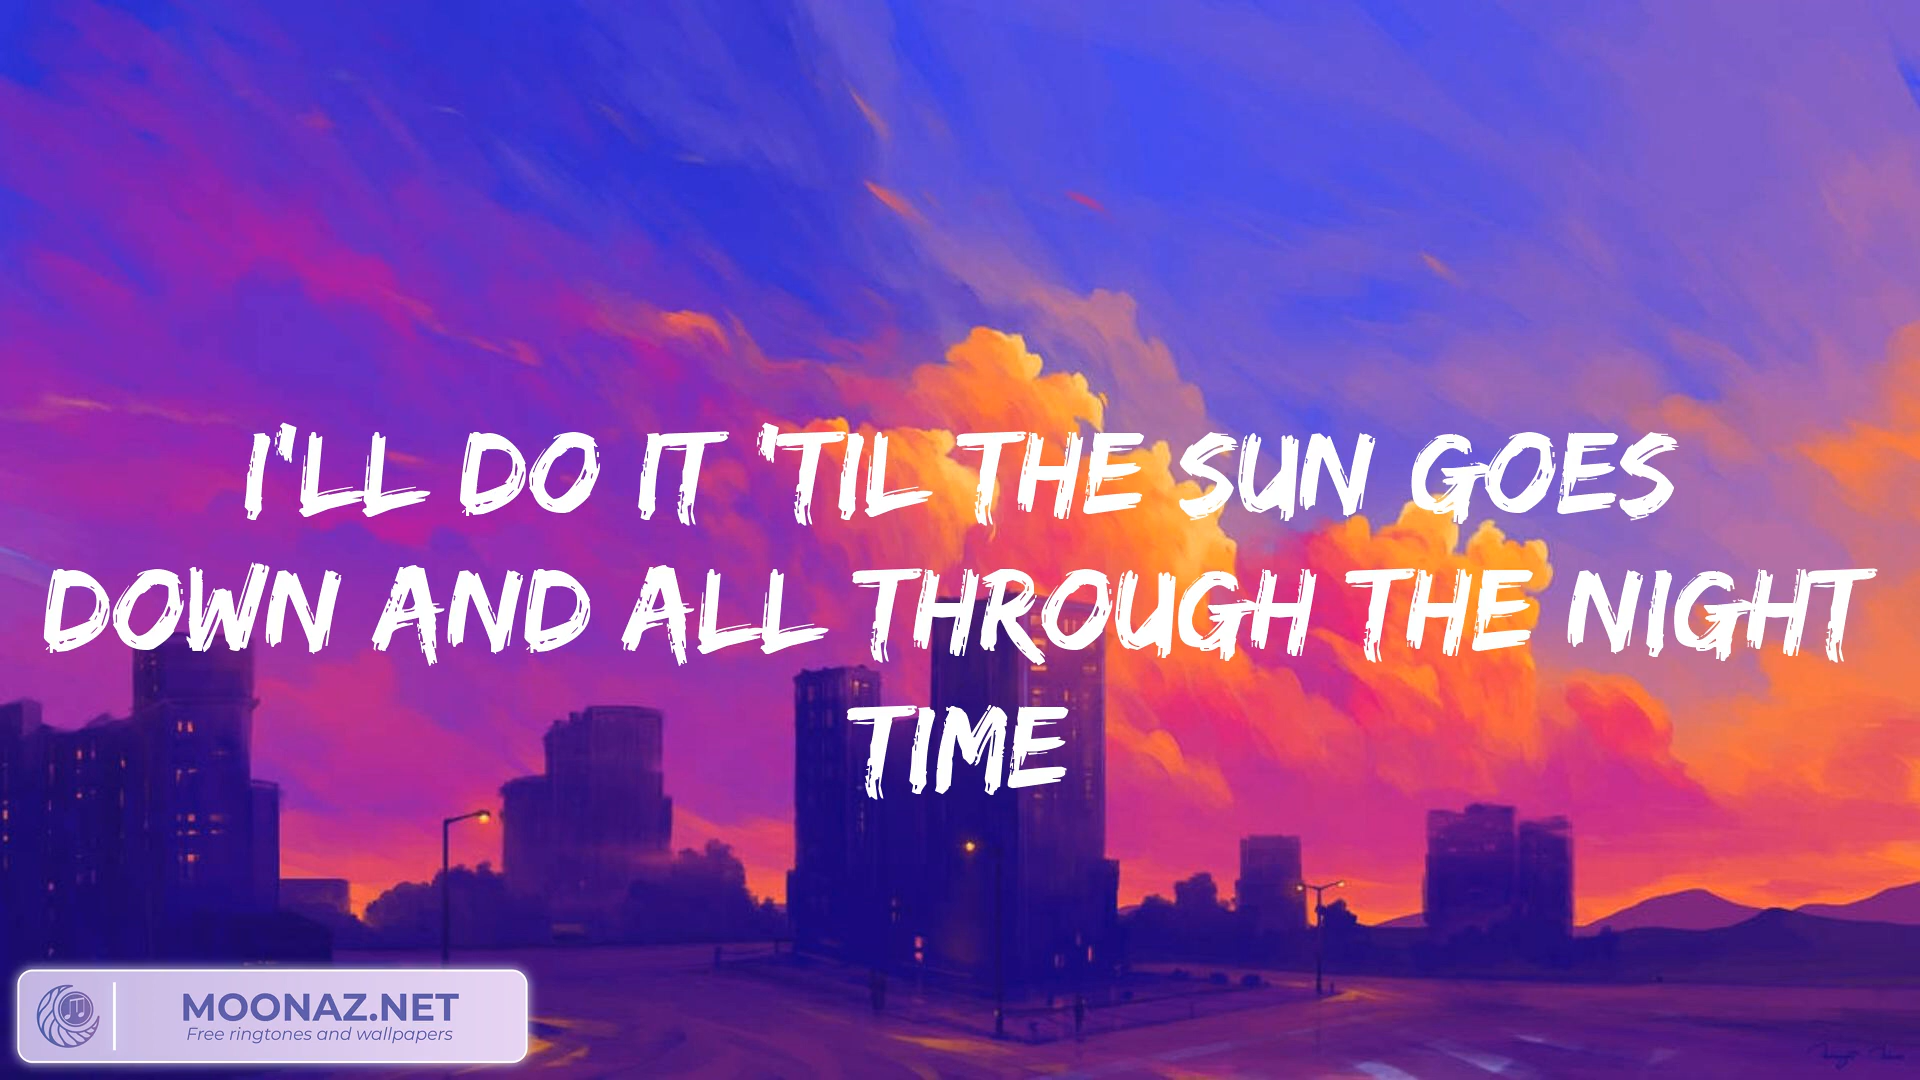 I'LL DO IT 'TIL THE SUN GOES
DOWN AND ALL THROUGH THE NIGHT
TIME
MOONAZ.NET
Free ringtones and wallpapers